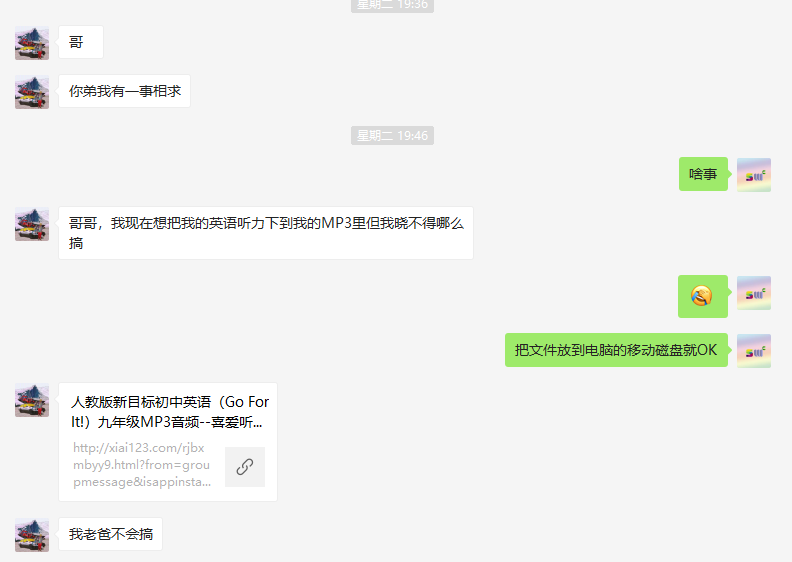 星期二 19:36
哥
你弟我有一事相求
星期二 19:46
啥事
哥哥，我现在想把我的英语听力下到我的MP3里但我晓不得哪么
搞
把文件放到电脑的移动磁盘就OK
人教版新目标初中英语（Go For
It!）九年级MP3音频--喜爱听...
http://xiai123.com/rjbx
mbyy9.html?from=grou
pmessage&isappinsta...
我老爸不会搞